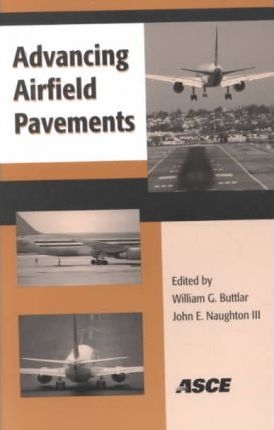 Advancing
Airfield
Pavements
Edited by
William G. Buttlar
John E. Naughton III
ASCE